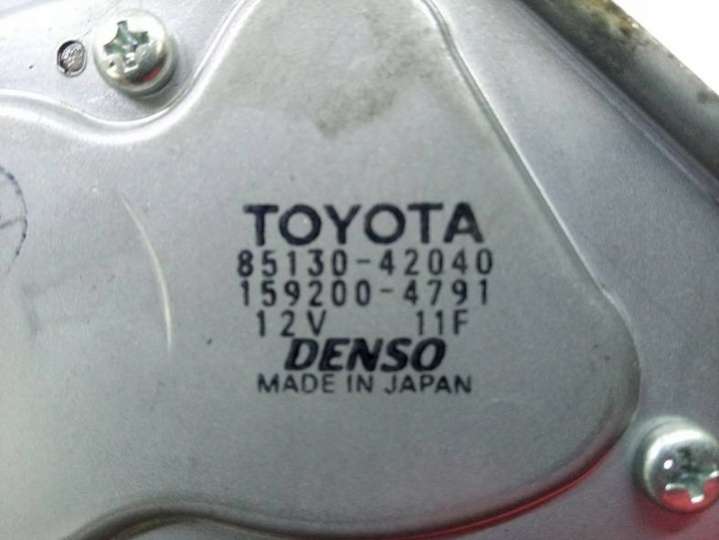 TOYOTA
85130-42040
159200-4791
12V 11F
DENSO
MADE IN JAPAN